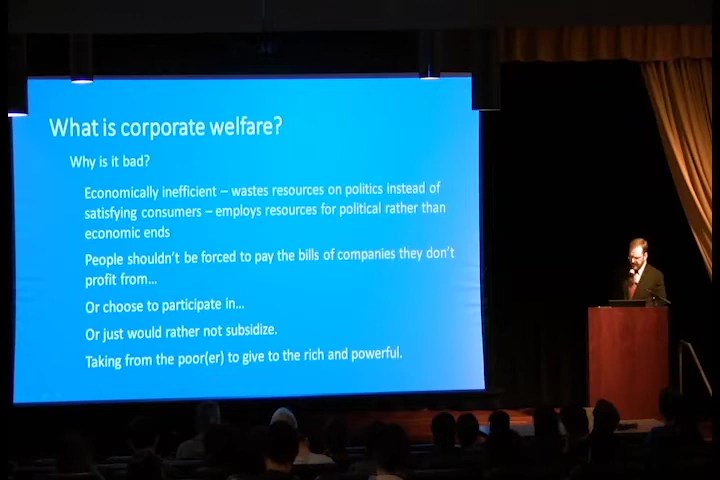 What is corporate welfare?
Why is it bad?
Economically inefficient – wastes resources on politics instead of
satisfying consumers – employs resources for political rather than
economic ends
People shouldn't be forced to pay the bills of companies they don't
profit from...
Or choose to participate in...
Or just would rather not subsidize.
Taking from the poor(er) to give to the rich and powerful.